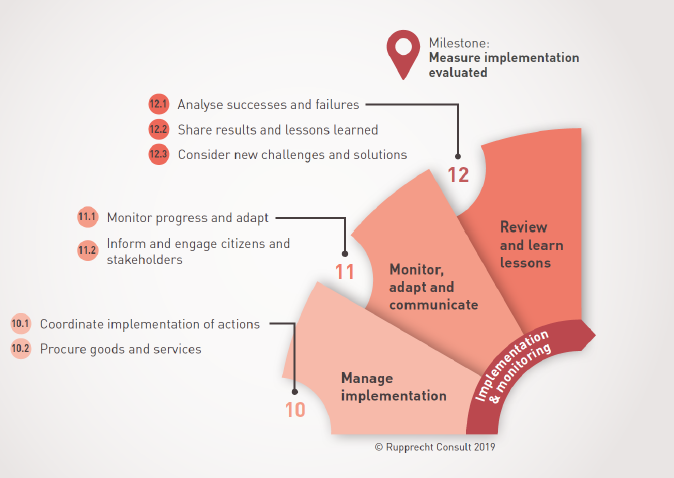 Milestone:
Measure implementation
evaluated
12.1 Analyse successes and failures
12.2 Share results and lessons learned
12.3 Consider new challenges and solutions
12
Review
and learn
lessons
11.1 Monitor progress and adapt
11.2 Inform and engage citizens and
stakeholders
11
Monitor,
adapt and
communicate
10.1 Coordinate implementation of actions
10.2 Procure goods and services
10
Manage
implementation
Implementation
& monitoring
© Rupprecht Consult 2019